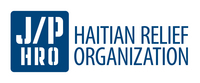 J/P
HRO
HAITIAN RELIEF
ORGANIZATION